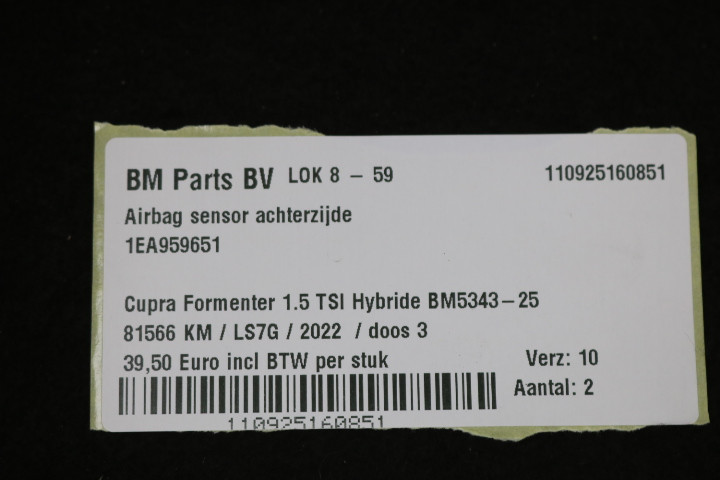 BM Parts BV LOK 8 - 59 110925160851
Airbag sensor achterzijde
1EA959651
Cupra Formenter 1.5 TSI Hybride BM5343-25
81566 KM / LS7G / 2022 / doos 3
39,50 Euro incl BTW per stuk Verz: 10
Aantal: 2
110925160851